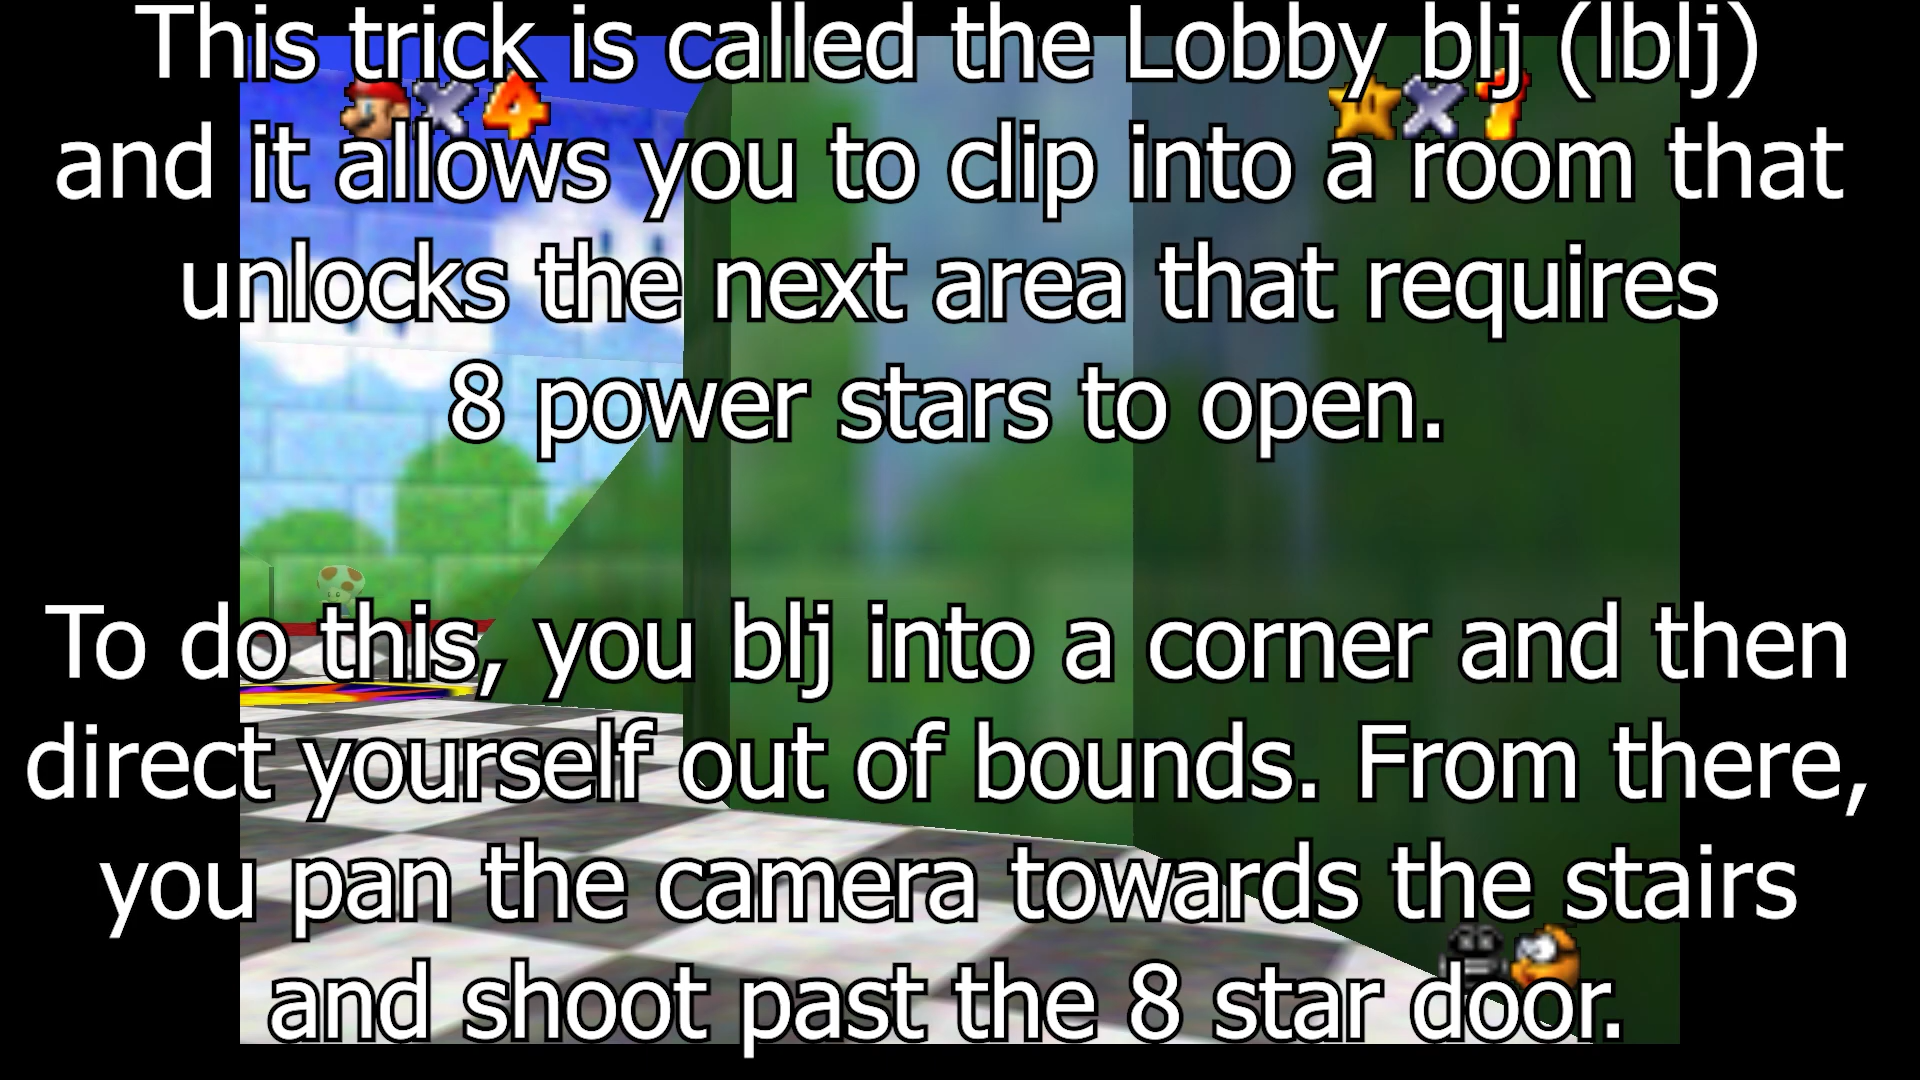 This trick is called the Lobby blj (lblj)
and it allows you to clip into a room that
unlocks the next area that requires
8 power stars to open.
To do this, you blj into a corner and then
direct yourself out of bounds. From there,
you pan the camera towards the stairs
and shoot past the 8 star door.
4